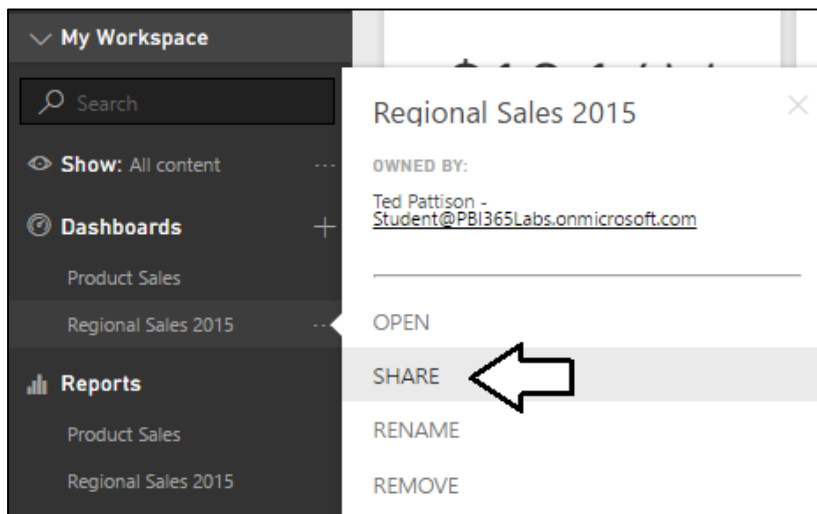 My Workspace
Search
Show: All content ...
Dashboards +
Product Sales
Regional Sales 2015 ...
Reports
Product Sales
Regional Sales 2015
Regional Sales 2015
OWNED BY:
Ted Pattison -
Student@PBI365Labs.onmicrosoft.com
OPEN
SHARE
RENAME
REMOVE